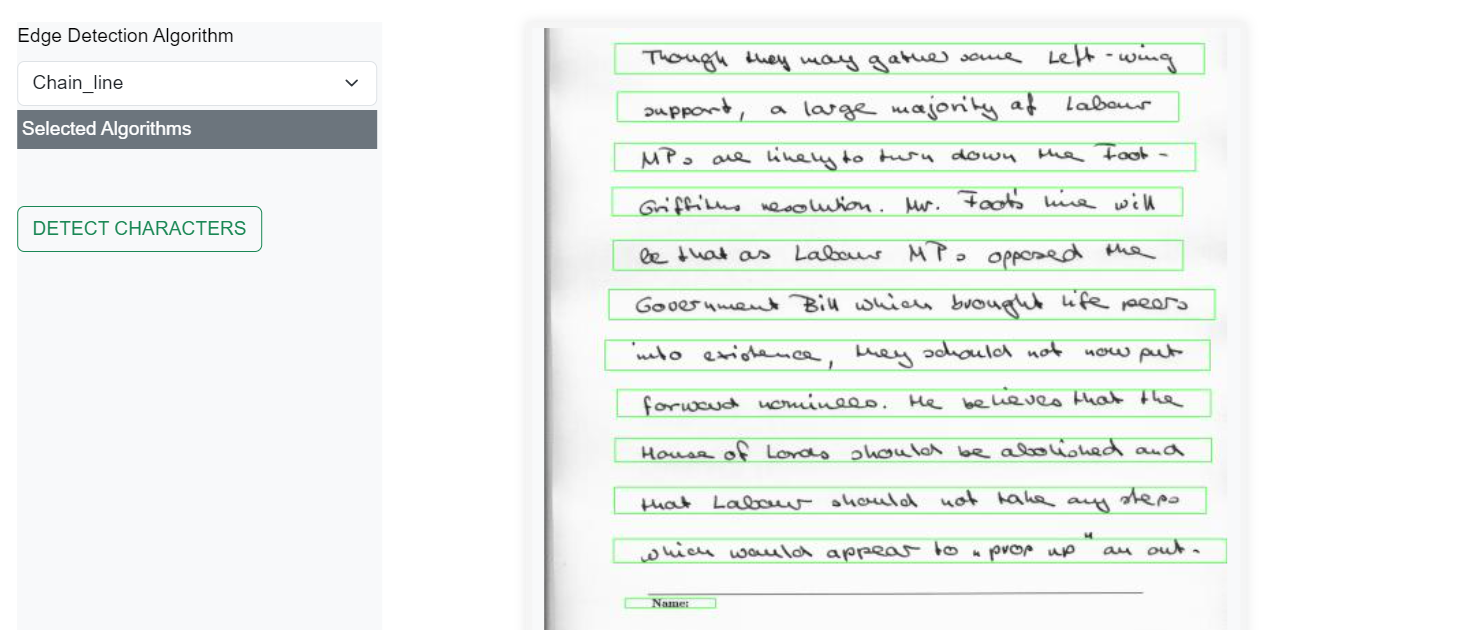 Edge Detection Algorithm
Chain_line
Selected Algorithms
DETECT CHARACTERS
Though they may gather some Left-wing
support, a large majority of Labour
MPs are likely to turn down the Foot-
Griffiths resolution. Mr. Foot's line will
be that as Labour MPs opposed the
Government Bill which brought life peers
into existence, they should not now put
forward nominees. He believes that the
House of Lords should be abolished and
that Labour should not take any steps
which would appear to "prop up" an out-
Name: